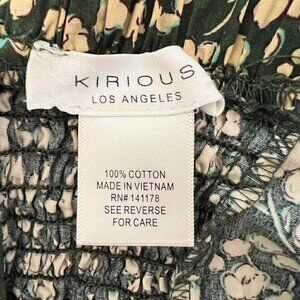 KIRIOUS
LOS ANGELES
100% COTTON
MADE IN VIETNAM
RN# 141178
SEE REVERSE
FOR CARE